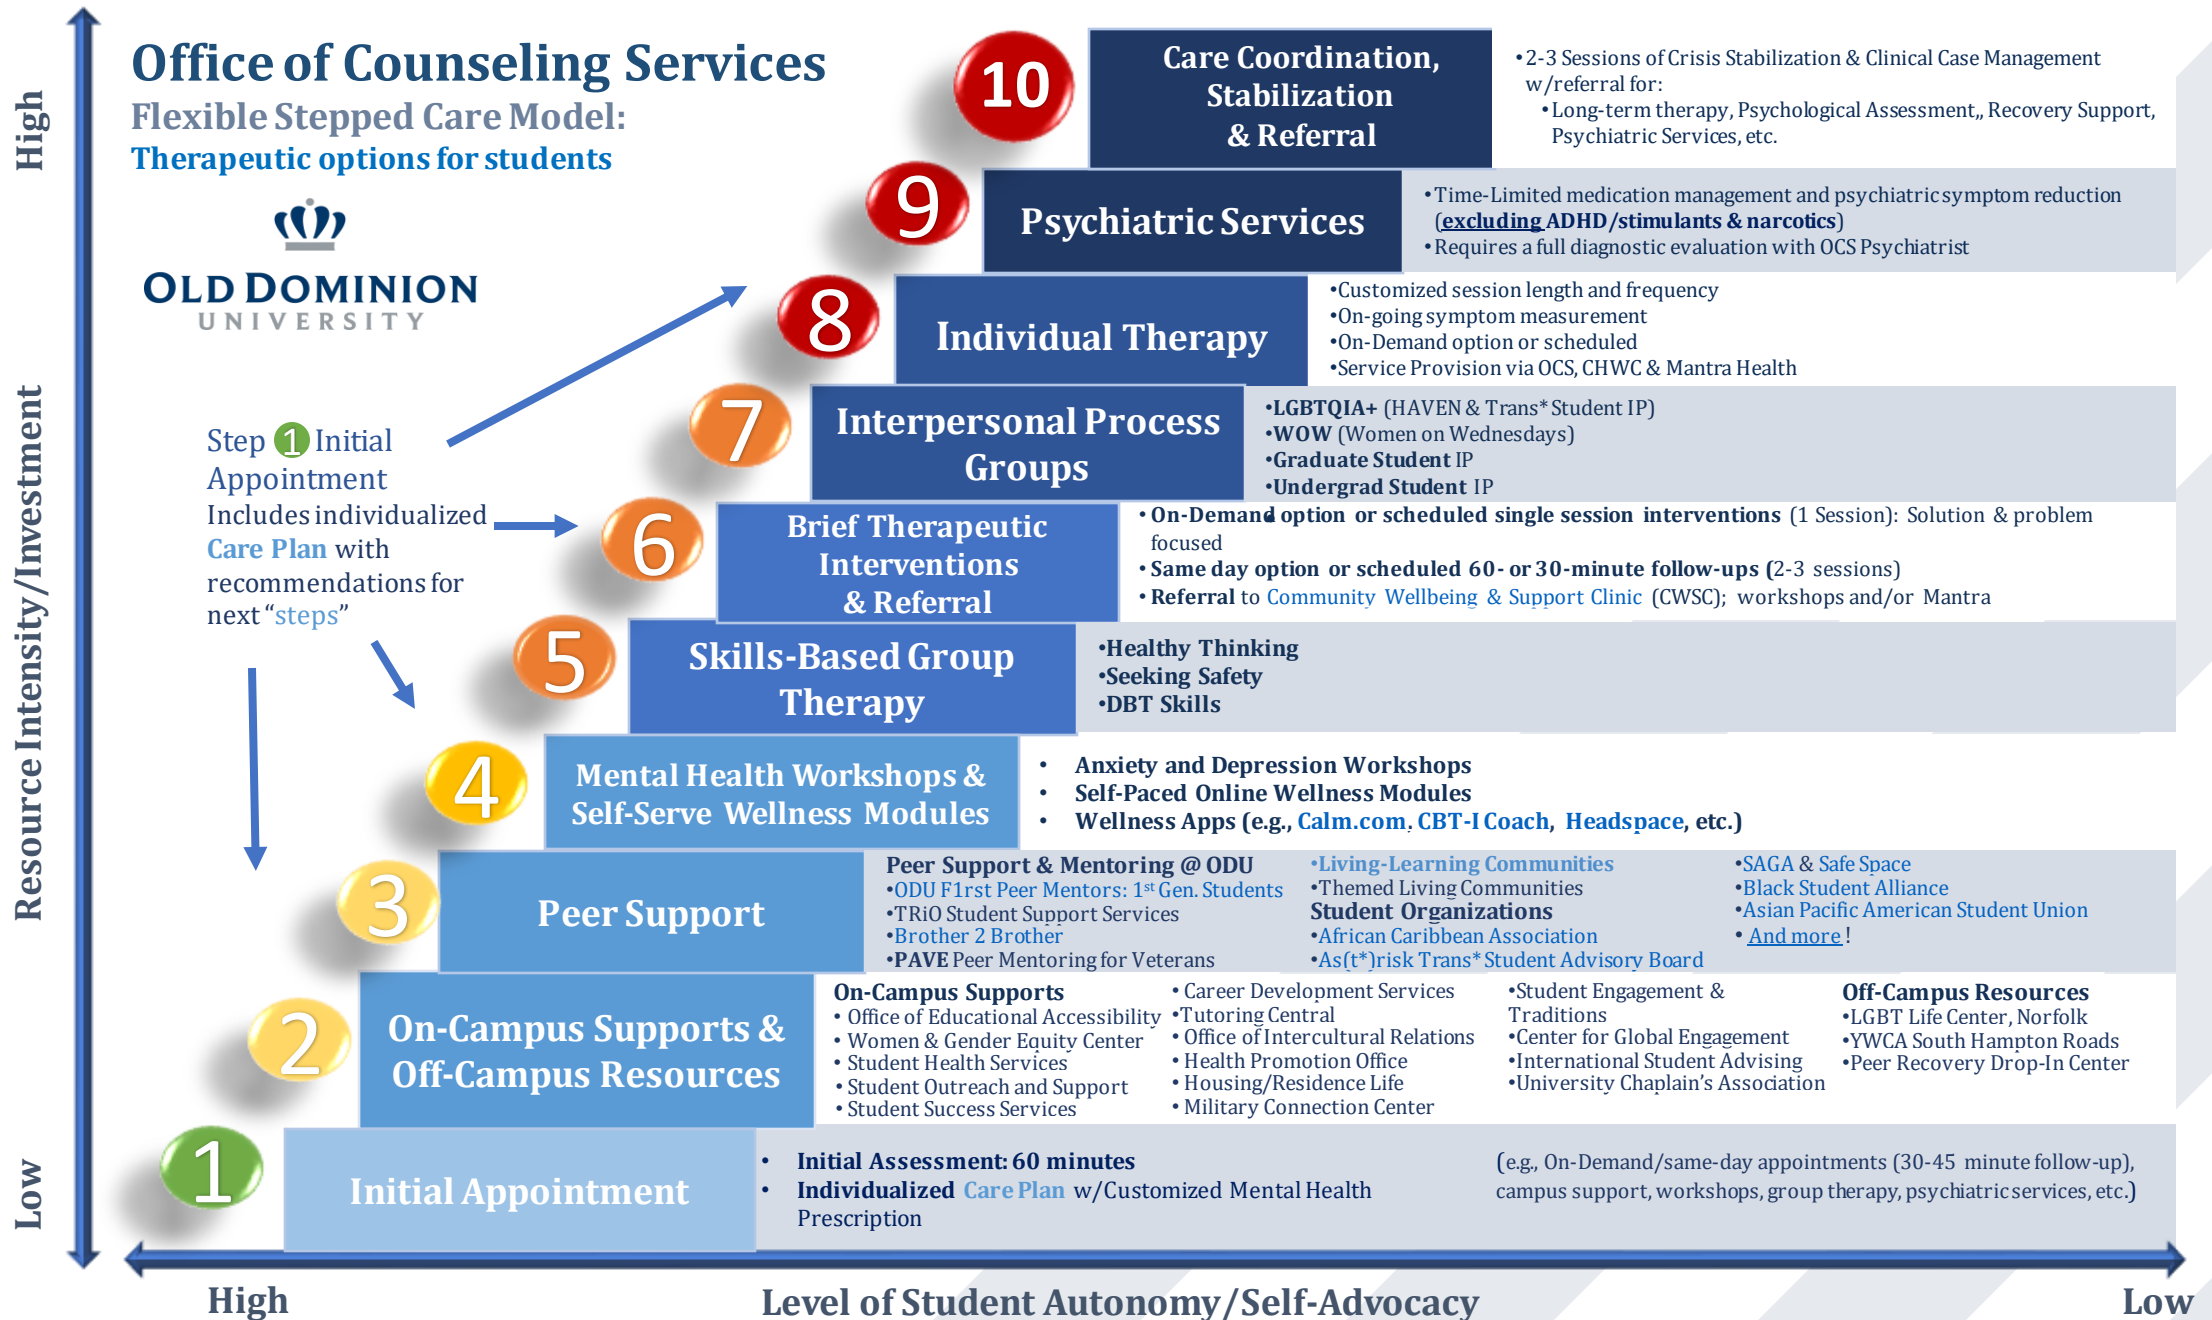 Office of Counseling Services
Flexible Stepped Care Model:
Therapeutic options for students
OLD DOMINION
UNIVERSITY
High
Resource Intensity/Investment
Low
Step 1 Initial
Appointment
Includes individualized
Care Plan with
recommendations for
next “steps”
10
Care Coordination,
Stabilization
& Referral
•2-3 Sessions of Crisis Stabilization & Clinical Case Management
w/referral for:
•Long-term therapy, Psychological Assessment,, Recovery Support,
Psychiatric Services, etc.
9
Psychiatric Services
•Time-Limited medication management and psychiatric symptom reduction
(excluding ADHD/stimulants & narcotics)
•Requires a full diagnostic evaluation with OCS Psychiatrist
8
Individual Therapy
•Customized session length and frequency
•On-going symptom measurement
•On-Demand option or scheduled
•Service Provision via OCS, CHWC & Mantra Health
7
Interpersonal Process
Groups
•LGBTQIA+ (HAVEN & Trans* Student IP)
•WOW (Women on Wednesdays)
•Graduate Student IP
•Undergrad Student IP
6
Brief Therapeutic
Interventions
& Referral
•On-Demand option or scheduled single session interventions (1 Session): Solution & problem
focused
•Same day option or scheduled 60- or 30-minute follow-ups (2-3 sessions)
•Referral to Community Wellbeing & Support Clinic (CWSC); workshops and/or Mantra
5
Skills-Based Group
Therapy
•Healthy Thinking
•Seeking Safety
•DBT Skills
4
Mental Health Workshops &
Self-Serve Wellness Modules
• Anxiety and Depression Workshops
• Self-Paced Online Wellness Modules
• Wellness Apps (e.g., Calm.com, CBT-I Coach, Headspace, etc.)
3
Peer Support
Peer Support & Mentoring @ ODU
•ODU F1rst Peer Mentors: 1st Gen. Students
•TRiO Student Support Services
•Brother 2 Brother
•PAVE Peer Mentoring for Veterans
•Living-Learning Communities
•Themed Living Communities
Student Organizations
•African Caribbean Association
•As(t*)risk Trans* Student Advisory Board
•SAGA & Safe Space
•Black Student Alliance
•Asian Pacific American Student Union
• And more !
2
On-Campus Supports &
Off-Campus Resources
On-Campus Supports
• Office of Educational Accessibility
• Women & Gender Equity Center
• Student Health Services
• Student Outreach and Support
• Student Success Services
• Career Development Services
•Tutoring Central
• Office of Intercultural Relations
• Health Promotion Office
• Housing/Residence Life
• Military Connection Center
•Student Engagement &
Traditions
•Center for Global Engagement
•International Student Advising
•University Chaplain’s Association
Off-Campus Resources
•LGBT Life Center, Norfolk
•YWCA South Hampton Roads
•Peer Recovery Drop-In Center
1
Initial Appointment
• Initial Assessment: 60 minutes
• Individualized Care Plan w/Customized Mental Health
Prescription
(e.g., On-Demand/same-day appointments (30-45 minute follow-up),
campus support, workshops, group therapy, psychiatric services, etc.)
High
Level of Student Autonomy/Self-Advocacy
Low